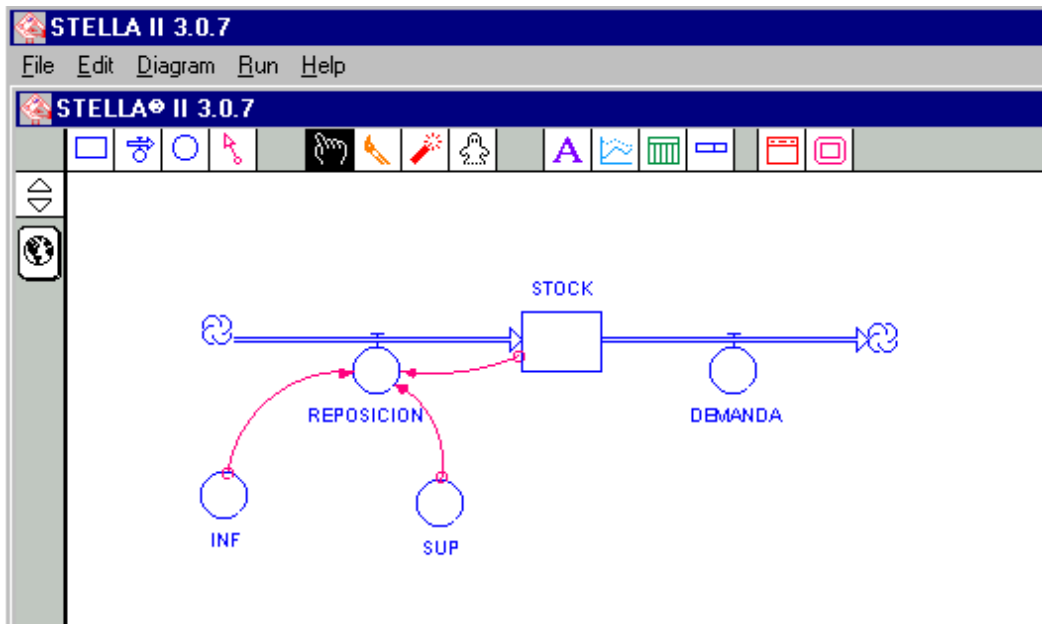 STELLA II 3.0.7
File Edit Diagram Run Help
STELLA® II 3.0.7
A
STOCK
REPOSICION
DEMANDA
INF
SUP